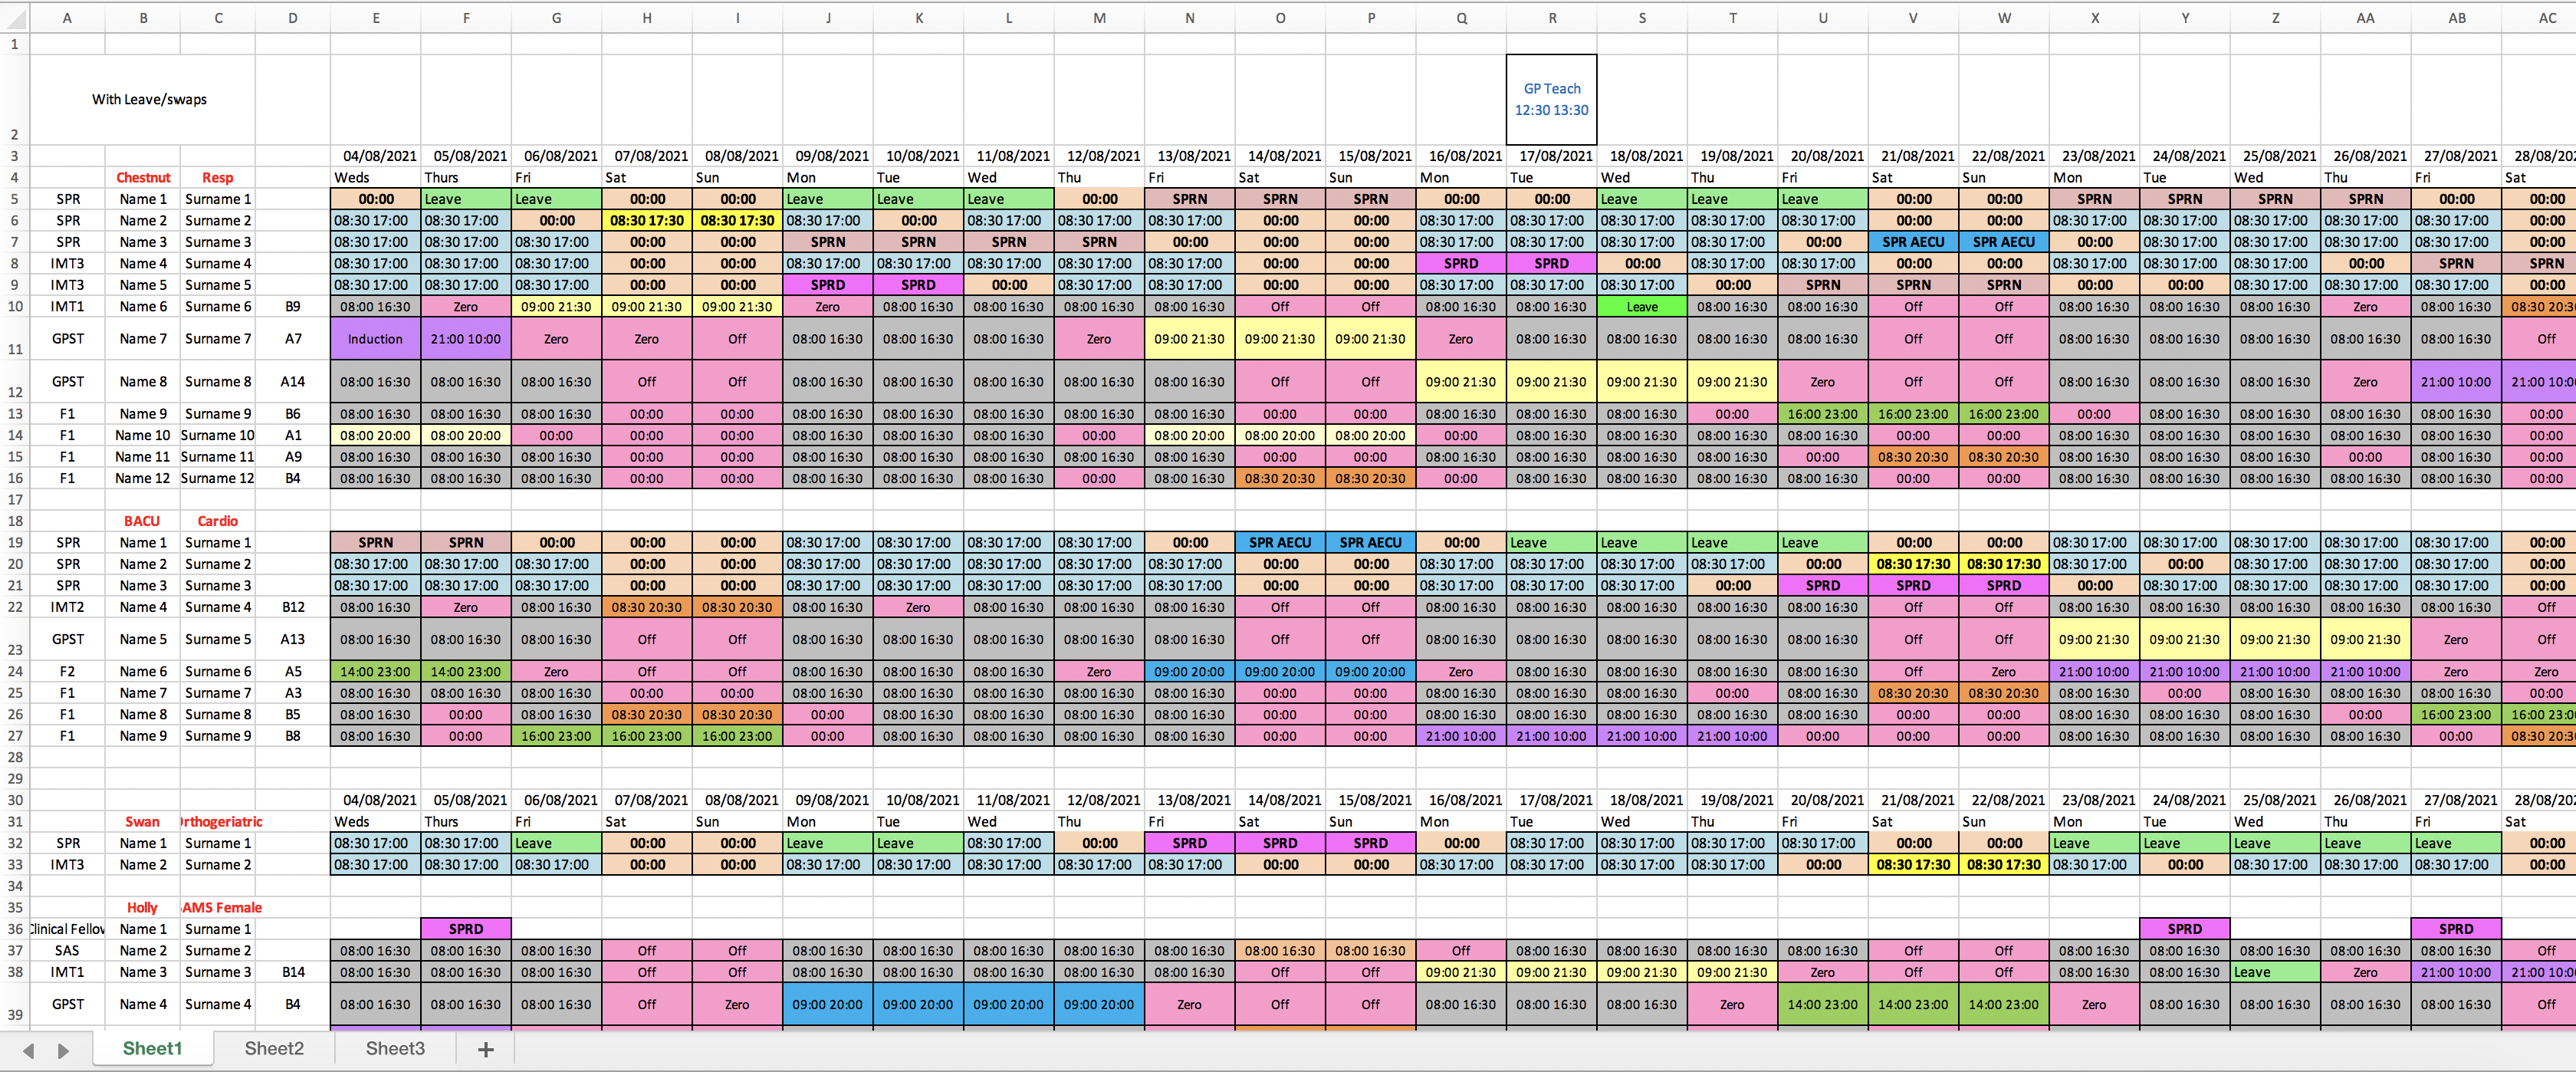 A B C D E F G H I J K L M N O P Q R S T U V W X Y Z AA AB AC
1
GP Teach
With Leave/swaps 12:30 13:30
2
3 04/08/2021 05/08/2021 06/08/2021 07/08/2021 08/08/2021 09/08/2021 10/08/2021 11/08/2021 12/08/2021 13/08/2021 14/08/2021 15/08/2021 16/08/2021 17/08/2021 18/08/2021 19/08/2021 20/08/2021 21/08/2021 22/08/2021 23/08/2021 24/08/2021 25/08/2021 26/08/2021 27/08/2021 28/08/202
4 Chestnut Resp Weds Thurs Fri Sat Sun Mon Tue Wed Thu Fri Sat Sun Mon Tue Wed Thu Fri Sat Sun Mon Tue Wed Thu Fri Sat
5 SPR Name 1 Surname 1 00:00 Leave Leave 00:00 00:00 Leave Leave Leave 00:00 SPRN SPRN SPRN 00:00 00:00 Leave Leave Leave 00:00 00:00 SPRN SPRN SPRN SPRN 00:00 00:00
6 SPR Name 2 Surname 2 08:30 17:00 08:30 17:00 00:00 08:30 17:30 08:30 17:30 08:30 17:00 00:00 08:30 17:00 08:30 17:00 08:30 17:00 00:00 00:00 08:30 17:00 08:30 17:00 08:30 17:00 08:30 17:00 08:30 17:00 00:00 00:00 08:30 17:00 08:30 17:00 08:30 17:00 08:30 17:00 08:30 17:00 00:00
7 SPR Name 3 Surname 3 08:30 17:00 08:30 17:00 08:30 17:00 00:00 00:00 SPRN SPRN SPRN SPRN 00:00 00:00 00:00 08:30 17:00 08:30 17:00 08:30 17:00 08:30 17:00 00:00 SPR AECU SPR AECU 00:00 08:30 17:00 08:30 17:00 08:30 17:00 08:30 17:00 00:00
8 IMT3 Name 4 Surname 4 08:30 17:00 08:30 17:00 08:30 17:00 00:00 00:00 08:30 17:00 08:30 17:00 08:30 17:00 08:30 17:00 08:30 17:00 00:00 00:00 SPRD SPRD 00:00 08:30 17:00 08:30 17:00 00:00 00:00 08:30 17:00 08:30 17:00 08:30 17:00 00:00 SPRN SPRN
9 IMT3 Name 5 Surname 5 08:30 17:00 08:30 17:00 08:30 17:00 00:00 00:00 SPRD SPRD 00:00 08:30 17:00 08:30 17:00 00:00 00:00 08:30 17:00 08:30 17:00 08:30 17:00 00:00 SPRN SPRN SPRN 00:00 00:00 08:30 17:00 08:30 17:00 08:30 17:00 00:00
10 IMT1 Name 6 Surname 6 B9 08:00 16:30 Zero 09:00 21:30 09:00 21:30 09:00 21:30 Zero 08:00 16:30 08:00 16:30 08:00 16:30 08:00 16:30 Off Off 08:00 16:30 08:00 16:30 Leave 08:00 16:30 08:00 16:30 Off Off 08:00 16:30 08:00 16:30 08:00 16:30 Zero 08:00 16:30 08:30 20:3
11 GPST Name 7 Surname 7 A7 Induction 21:00 10:00 Zero Zero Off 08:00 16:30 08:00 16:30 08:00 16:30 Zero 09:00 21:30 09:00 21:30 09:00 21:30 Zero 08:00 16:30 08:00 16:30 08:00 16:30 08:00 16:30 Off Off 08:00 16:30 08:00 16:30 08:00 16:30 08:00 16:30 08:00 16:30 Off
12 GPST Name 8 Surname 8 A14 08:00 16:30 08:00 16:30 08:00 16:30 Off Off 08:00 16:30 08:00 16:30 08:00 16:30 08:00 16:30 08:00 16:30 Off Off 09:00 21:30 09:00 21:30 09:00 21:30 09:00 21:30 Zero Off Off 08:00 16:30 08:00 16:30 08:00 16:30 Zero 21:00 10:00 21:00 10:0
13 F1 Name 9 Surname 9 B6 08:00 16:30 08:00 16:30 08:00 16:30 00:00 00:00 08:00 16:30 08:00 16:30 08:00 16:30 08:00 16:30 08:00 16:30 00:00 00:00 08:00 16:30 08:00 16:30 08:00 16:30 00:00 16:00 23:00 16:00 23:00 16:00 23:00 00:00 08:00 16:30 08:00 16:30 08:00 16:30 08:00 16:30 00:00
14 F1 Name 10 Surname 10 A1 08:00 20:00 08:00 20:00 00:00 00:00 00:00 08:00 16:30 08:00 16:30 08:00 16:30 00:00 08:00 20:00 08:00 20:00 08:00 20:00 00:00 08:00 16:30 08:00 16:30 08:00 16:30 08:00 16:30 00:00 00:00 08:00 16:30 08:00 16:30 08:00 16:30 08:00 16:30 08:00 16:30 00:00
15 F1 Name 11 Surname 11 A9 08:00 16:30 08:00 16:30 08:00 16:30 00:00 00:00 08:00 16:30 08:00 16:30 08:00 16:30 08:00 16:30 08:00 16:30 00:00 00:00 08:00 16:30 08:00 16:30 08:00 16:30 08:00 16:30 00:00 08:30 20:30 08:30 20:30 08:00 16:30 08:00 16:30 08:00 16:30 00:00 08:00 16:30 00:00
16 F1 Name 12 Surname 12 B4 08:00 16:30 08:00 16:30 08:00 16:30 00:00 00:00 08:00 16:30 08:00 16:30 08:00 16:30 00:00 08:00 16:30 08:30 20:30 08:30 20:30 00:00 08:00 16:30 08:00 16:30 08:00 16:30 08:00 16:30 00:00 00:00 08:00 16:30 08:00 16:30 08:00 16:30 08:00 16:30 08:00 16:30 00:00
17
18 BACU Cardio
19 SPR Name 1 Surname 1 SPRN SPRN 00:00 00:00 00:00 08:30 17:00 08:30 17:00 08:30 17:00 08:30 17:00 00:00 SPR AECU SPR AECU 00:00 Leave Leave Leave Leave 00:00 00:00 08:30 17:00 08:30 17:00 08:30 17:00 08:30 17:00 08:30 17:00 00:00
20 SPR Name 2 Surname 2 08:30 17:00 08:30 17:00 08:30 17:00 00:00 00:00 08:30 17:00 08:30 17:00 08:30 17:00 08:30 17:00 08:30 17:00 00:00 00:00 08:30 17:00 08:30 17:00 08:30 17:00 08:30 17:00 00:00 08:30 17:30 08:30 17:30 08:30 17:00 00:00 08:30 17:00 08:30 17:00 08:30 17:00 00:00
21 SPR Name 3 Surname 3 08:30 17:00 08:30 17:00 08:30 17:00 00:00 00:00 08:30 17:00 08:30 17:00 08:30 17:00 08:30 17:00 08:30 17:00 00:00 00:00 08:30 17:00 08:30 17:00 08:30 17:00 00:00 SPRD SPRD SPRD 00:00 08:30 17:00 08:30 17:00 08:30 17:00 08:30 17:00 00:00
22 IMT2 Name 4 Surname 4 B12 08:00 16:30 Zero 08:00 16:30 08:30 20:30 08:30 20:30 08:00 16:30 Zero 08:00 16:30 08:00 16:30 08:00 16:30 Off Off 08:00 16:30 08:00 16:30 08:00 16:30 08:00 16:30 08:00 16:30 Off Off 08:00 16:30 08:00 16:30 08:00 16:30 08:00 16:30 08:00 16:30 Off
23 GPST Name 5 Surname 5 A13 08:00 16:30 08:00 16:30 08:00 16:30 Off Off 08:00 16:30 08:00 16:30 08:00 16:30 08:00 16:30 08:00 16:30 Off Off 08:00 16:30 08:00 16:30 08:00 16:30 08:00 16:30 08:00 16:30 Off Off 09:00 21:30 09:00 21:30 09:00 21:30 09:00 21:30 Zero Off
24 F2 Name 6 Surname 6 A5 14:00 23:00 14:00 23:00 Zero Off Off 08:00 16:30 08:00 16:30 08:00 16:30 Zero 09:00 20:00 09:00 20:00 09:00 20:00 Zero 08:00 16:30 08:00 16:30 08:00 16:30 08:00 16:30 Off Zero 21:00 10:00 21:00 10:00 21:00 10:00 21:00 10:00 Zero Zero
25 F1 Name 7 Surname 7 A3 08:00 16:30 08:00 16:30 08:00 16:30 00:00 00:00 08:00 16:30 08:00 16:30 08:00 16:30 08:00 16:30 08:00 16:30 00:00 00:00 08:00 16:30 08:00 16:30 08:00 16:30 00:00 08:00 16:30 08:30 20:30 08:30 20:30 08:00 16:30 00:00 08:00 16:30 08:00 16:30 08:00 16:30 00:00
26 F1 Name 8 Surname 8 B5 08:00 16:30 00:00 08:00 16:30 08:30 20:30 08:30 20:30 00:00 08:00 16:30 08:00 16:30 08:00 16:30 08:00 16:30 00:00 00:00 08:00 16:30 08:00 16:30 08:00 16:30 08:00 16:30 08:00 16:30 00:00 00:00 08:00 16:30 08:00 16:30 08:00 16:30 00:00 16:00 23:00 16:00 23:0
27 F1 Name 9 Surname 9 B8 08:00 16:30 00:00 16:00 23:00 16:00 23:00 16:00 23:00 00:00 08:00 16:30 08:00 16:30 08:00 16:30 08:00 16:30 00:00 00:00 21:00 10:00 21:00 10:00 21:00 10:00 21:00 10:00 00:00 00:00 00:00 08:00 16:30 08:00 16:30 08:00 16:30 08:00 16:30 00:00 08:30 20:3
28
29
30 04/08/2021 05/08/2021 06/08/2021 07/08/2021 08/08/2021 09/08/2021 10/08/2021 11/08/2021 12/08/2021 13/08/2021 14/08/2021 15/08/2021 16/08/2021 17/08/2021 18/08/2021 19/08/2021 20/08/2021 21/08/2021 22/08/2021 23/08/2021 24/08/2021 25/08/2021 26/08/2021 27/08/2021 28/08/202
31 Swan rthogeriatric Weds Thurs Fri Sat Sun Mon Tue Wed Thu Fri Sat Sun Mon Tue Wed Thu Fri Sat Sun Mon Tue Wed Thu Fri Sat
32 SPR Name 1 Surname 1 08:30 17:00 08:30 17:00 Leave 00:00 00:00 Leave Leave 08:30 17:00 00:00 SPRD SPRD SPRD 00:00 08:30 17:00 08:30 17:00 08:30 17:00 08:30 17:00 00:00 00:00 Leave Leave Leave Leave Leave 00:00
33 IMT3 Name 2 Surname 2 08:30 17:00 08:30 17:00 08:30 17:00 00:00 00:00 08:30 17:00 08:30 17:00 08:30 17:00 08:30 17:00 08:30 17:00 00:00 00:00 08:30 17:00 08:30 17:00 08:30 17:00 08:30 17:00 00:00 08:30 17:30 08:30 17:30 08:30 17:00 00:00 08:30 17:00 08:30 17:00 08:30 17:00 00:00
34
35 Holly AMS Female
36 Clinical Fellov Name 1 Surname 1 SPRD SPRD SPRD
37 SAS Name 2 Surname 2 08:00 16:30 08:00 16:30 08:00 16:30 Off Off 08:00 16:30 08:00 16:30 08:00 16:30 08:00 16:30 08:00 16:30 08:00 16:30 08:00 16:30 Off 08:00 16:30 08:00 16:30 08:00 16:30 08:00 16:30 Off Off 08:00 16:30 08:00 16:30 08:00 16:30 08:00 16:30 08:00 16:30 Off
38 IMT1 Name 3 Surname 3 B14 08:00 16:30 08:00 16:30 08:00 16:30 Off Off 08:00 16:30 08:00 16:30 08:00 16:30 08:00 16:30 08:00 16:30 Off Off 09:00 21:30 09:00 21:30 09:00 21:30 09:00 21:30 Zero Off Off 08:00 16:30 08:00 16:30 Leave Zero 21:00 10:00 21:00 10:0
39 GPST Name 4 Surname 4 B4 08:00 16:30 08:00 16:30 08:00 16:30 Off Zero 09:00 20:00 09:00 20:00 09:00 20:00 09:00 20:00 Zero Off Off 08:00 16:30 08:00 16:30 08:00 16:30 Zero 14:00 23:00 14:00 23:00 14:00 23:00 Zero 08:00 16:30 08:00 16:30 08:00 16:30 08:00 16:30 Off
Sheet1 Sheet2 Sheet3 +